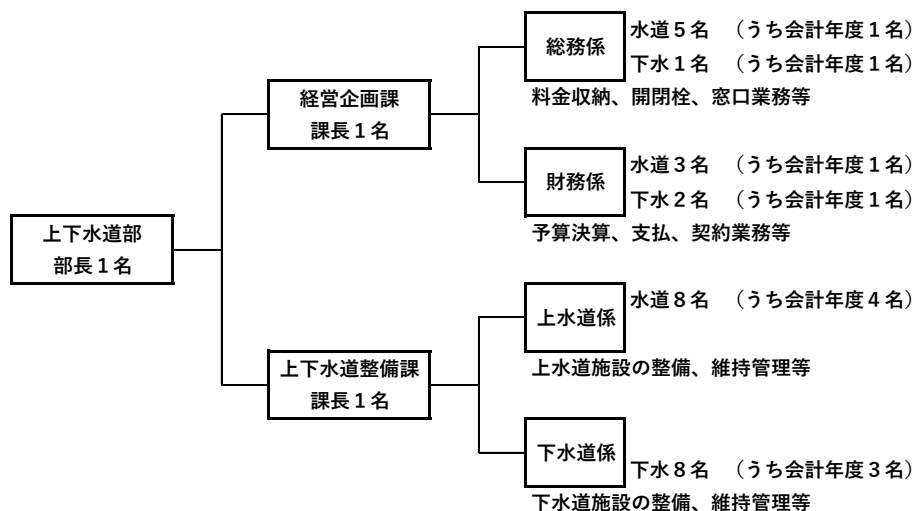 総務係
水道５名　（うち会計年度１名）
下水１名　（うち会計年度１名）
料金収納、開閉栓、窓口業務等
経営企画課
課長１名
財務係
水道３名　（うち会計年度１名）
下水２名　（うち会計年度１名）
予算決算、支払、契約業務等
上下水道部
部長１名
上水道係
水道８名　（うち会計年度４名）
上水道施設の整備、維持管理等
上下水道整備課
課長１名
下水道係
下水８名　（うち会計年度３名）
下水道施設の整備、維持管理等